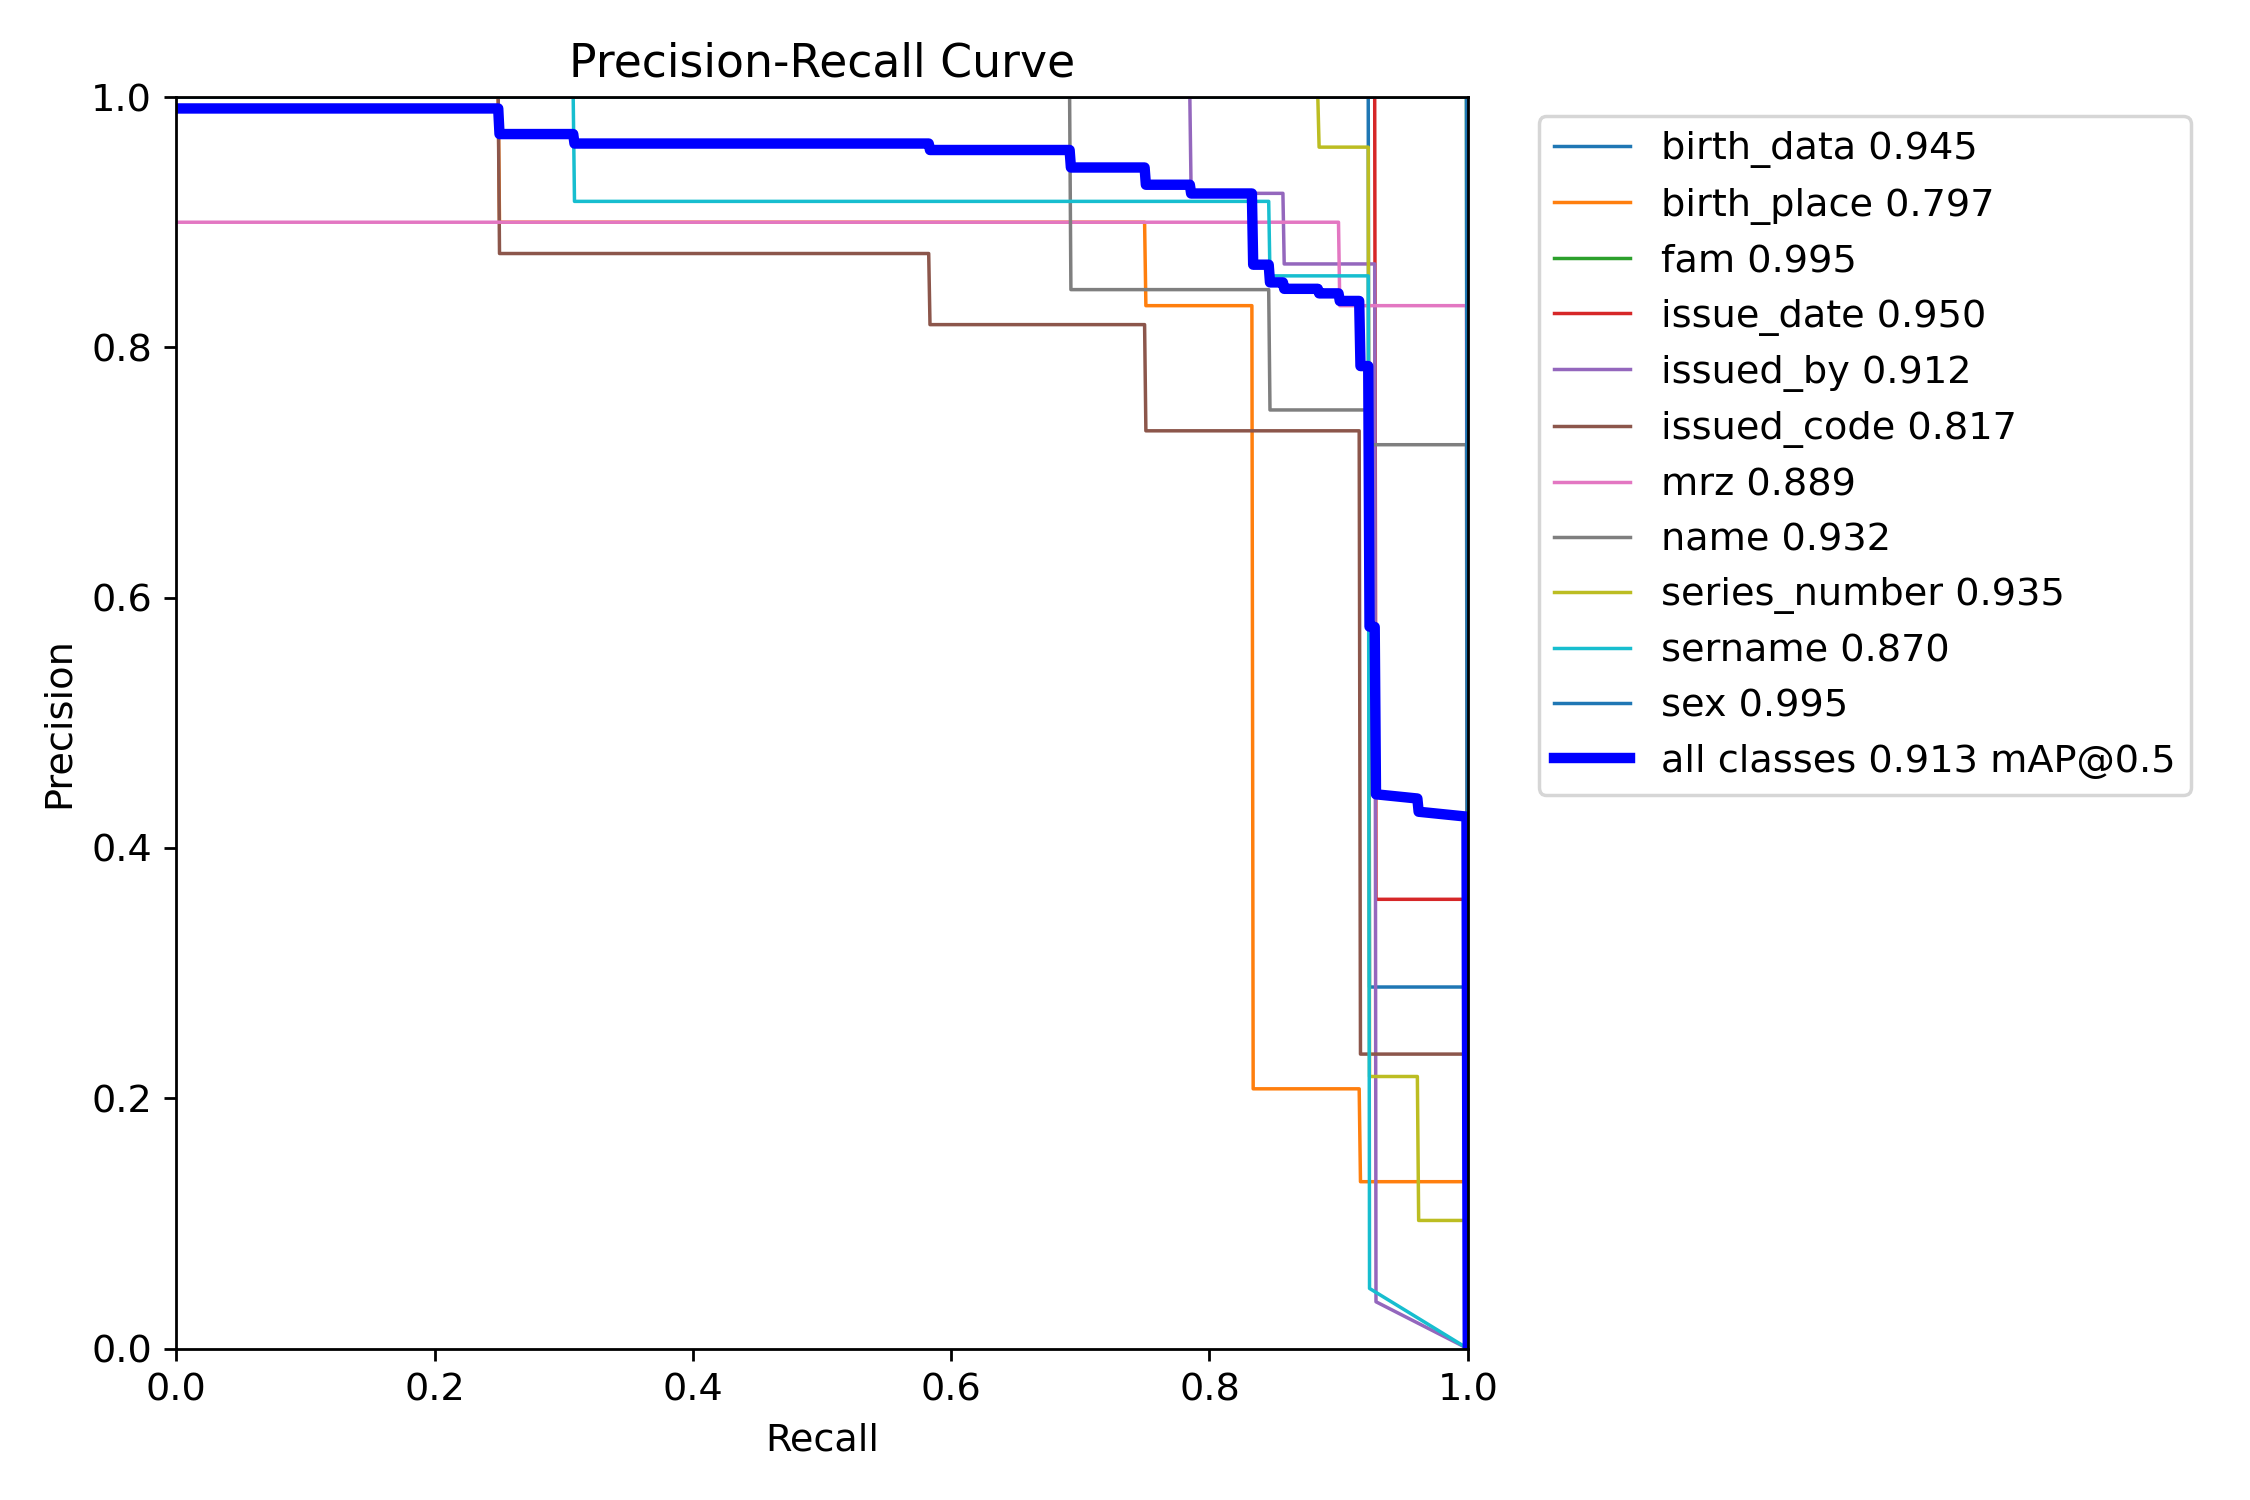 Precision-Recall Curve
1.0
0.8
0.6
0.4
0.2
0.0
Precision
0.0 0.2 0.4 0.6 0.8 1.0
Recall
birth_data 0.945
birth_place 0.797
fam 0.995
issue_date 0.950
issued_by 0.912
issued_code 0.817
mrz 0.889
name 0.932
series_number 0.935
sername 0.870
sex 0.995
all classes 0.913 mAP@0.5